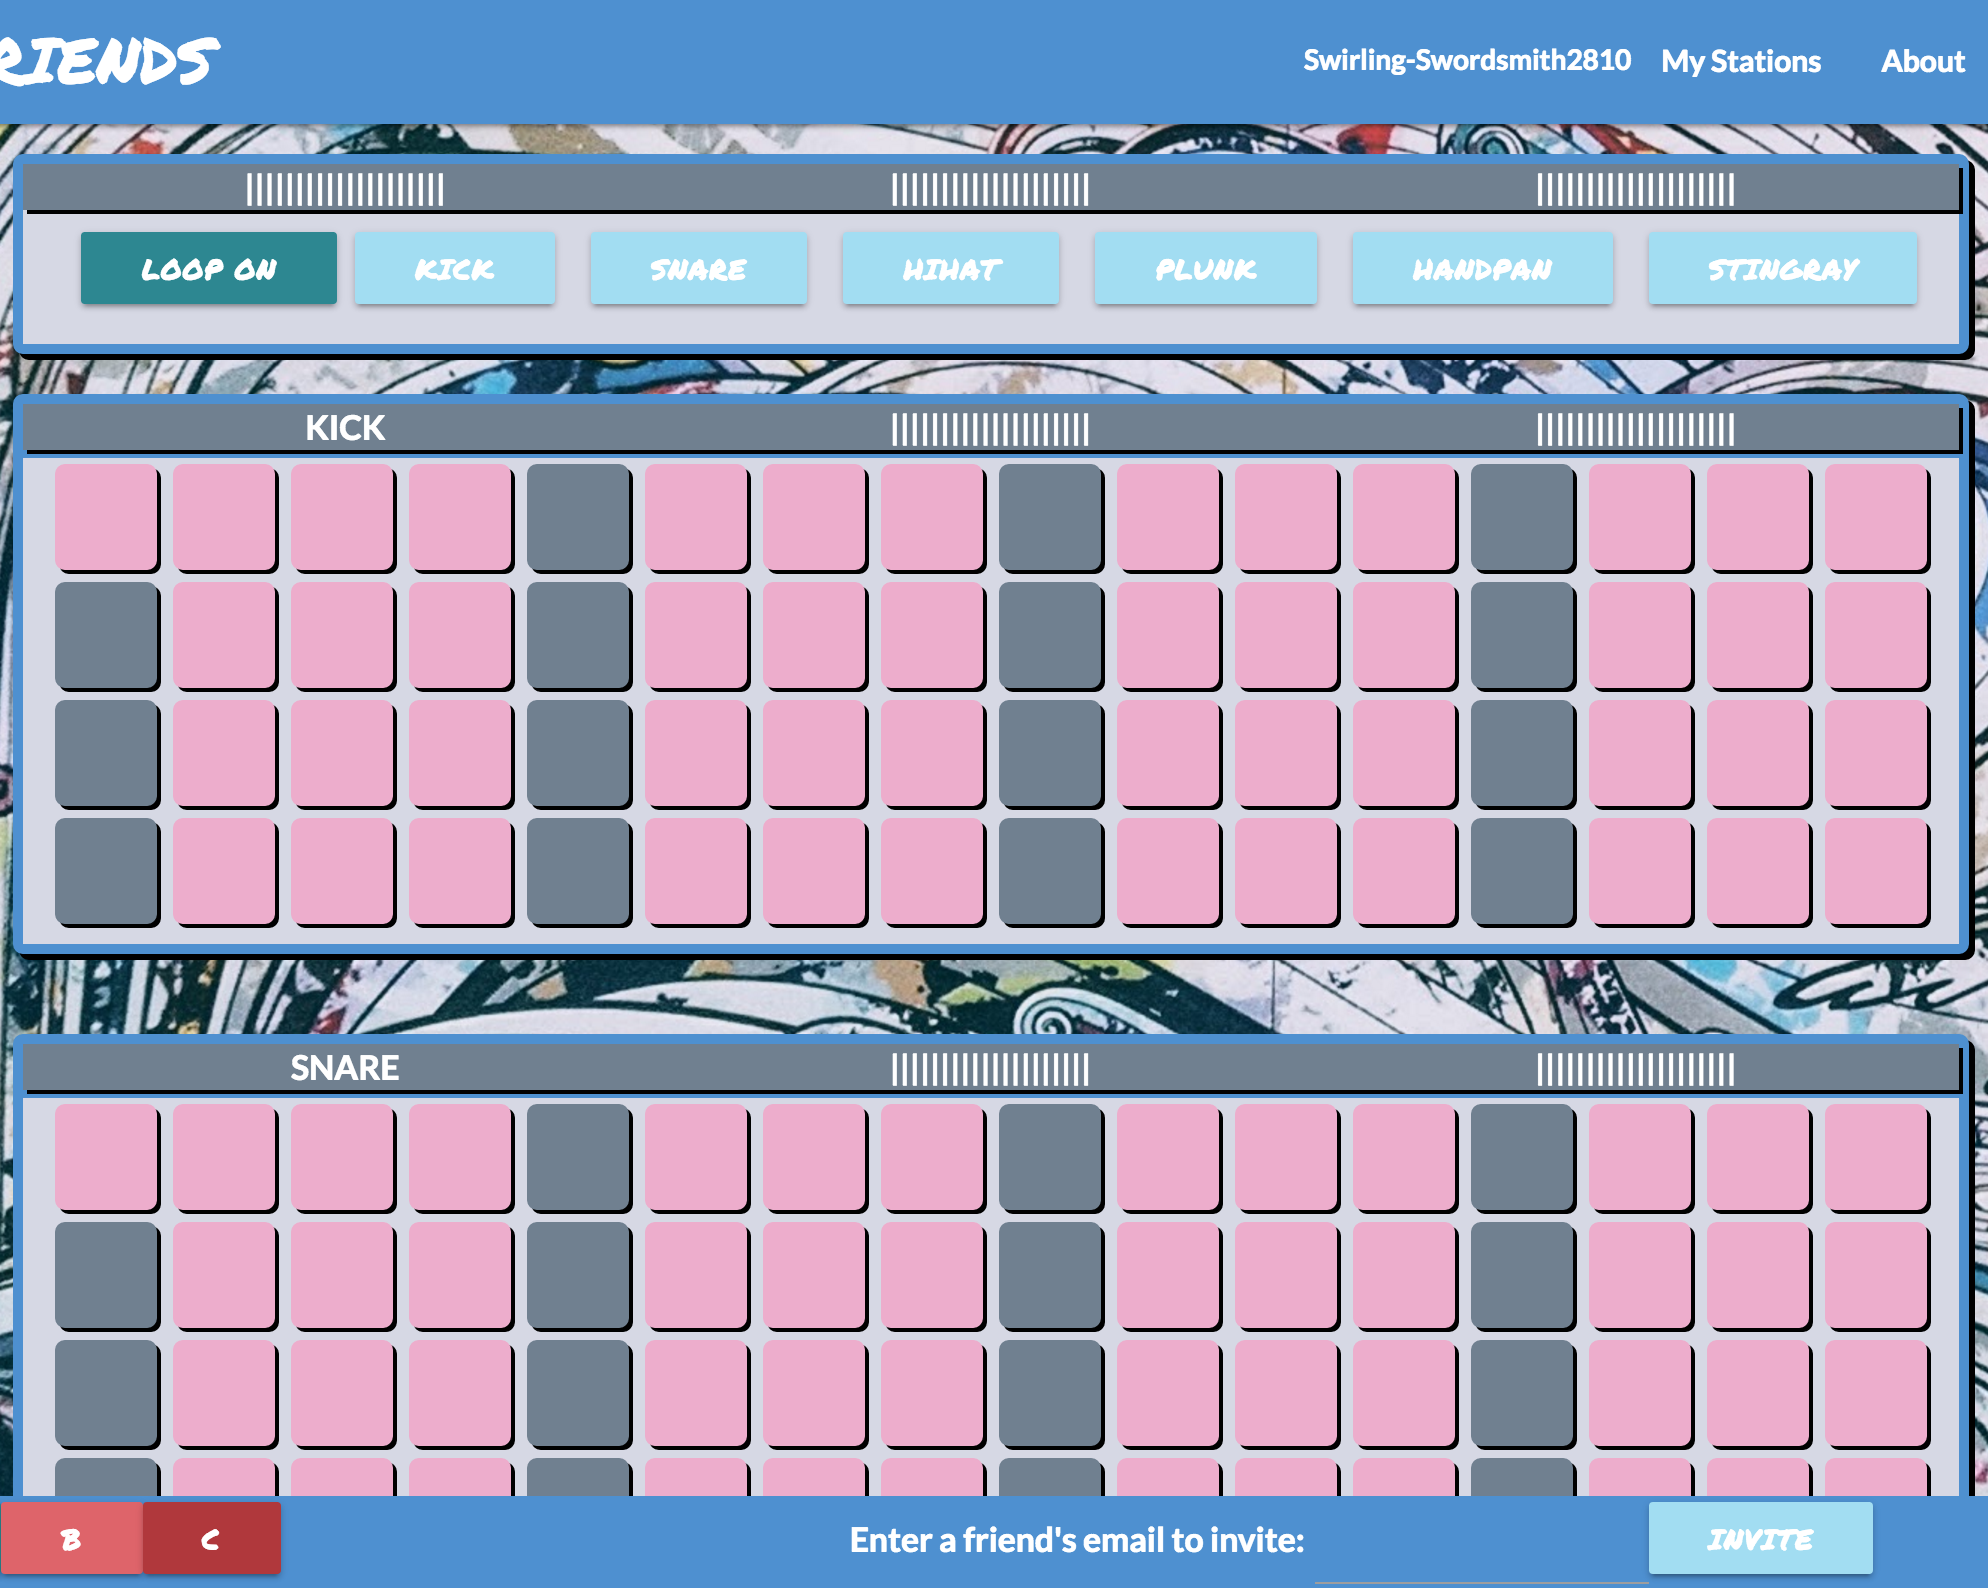 RIENDS
Swirling-Swordsmith2810 My Stations About
LOOP ON KICK SNARE HIHAT PLUNK HANDPAN STINGRAY
KICK
SNARE
B C Enter a friend's email to invite: INVITE